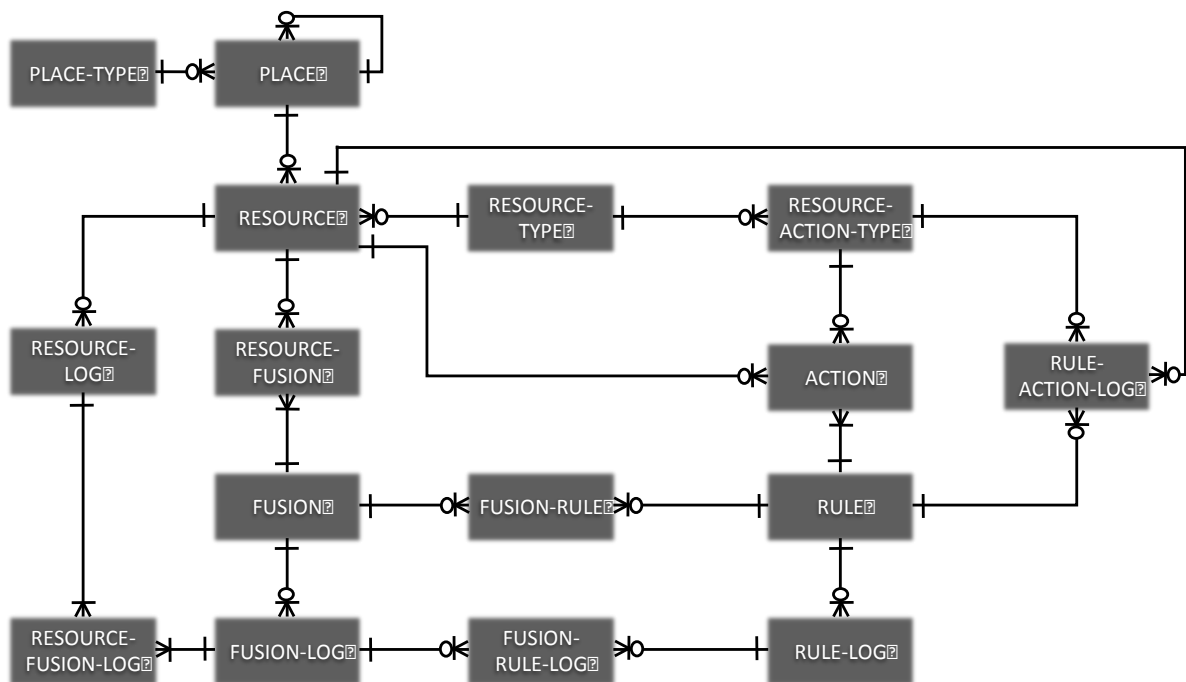 PLACE-TYPE
PLACE
RESOURCE
RESOURCE-
TYPE
RESOURCE-
ACTION-TYPE
RESOURCE-
LOG
RESOURCE-
FUSION
ACTION
RULE-
ACTION-LOG
FUSION
FUSION-RULE
RULE
RESOURCE-
FUSION-LOG
FUSION-LOG
FUSION-
RULE-LOG
RULE-LOG